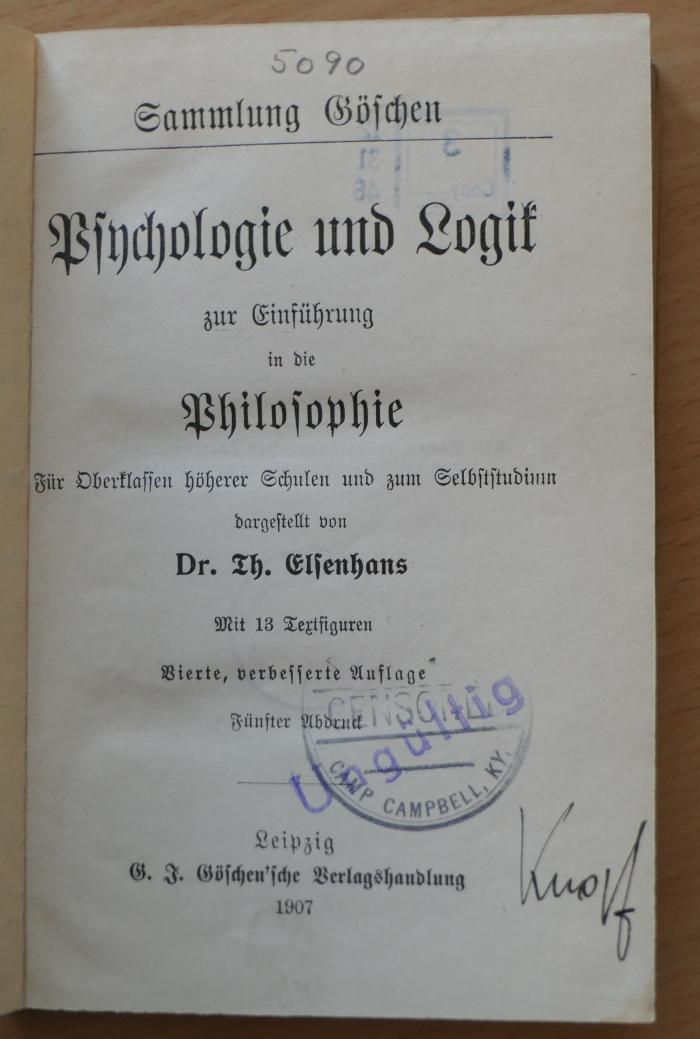 5090
Sammlung Göschen
Psychologie und Logik
zur Einführung
in die
Philosophie
Für Oberklassen höherer Schulen und zum Selbststudium
dargestellt von
Dr. Th. Elsenhans
Mit 13 Textfiguren
Vierte, verbesserte Auflage
Fünfter Abdruck
CENSORED
Ungültig
CAMP CAMPBELL, KY.
Leipzig
G. J. Göschen'sche Verlagshandlung
1907
Knopf